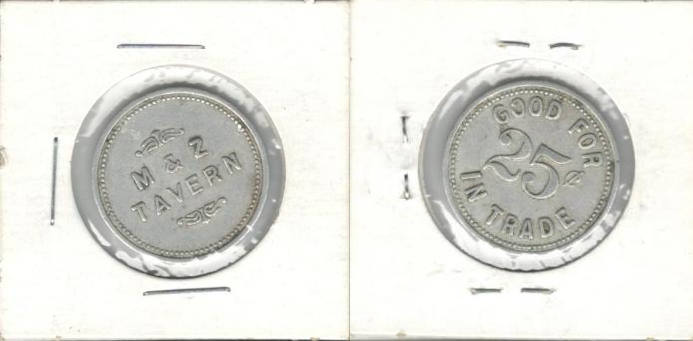 M & Z
TAVERN
GOOD FOR
25¢
IN TRADE